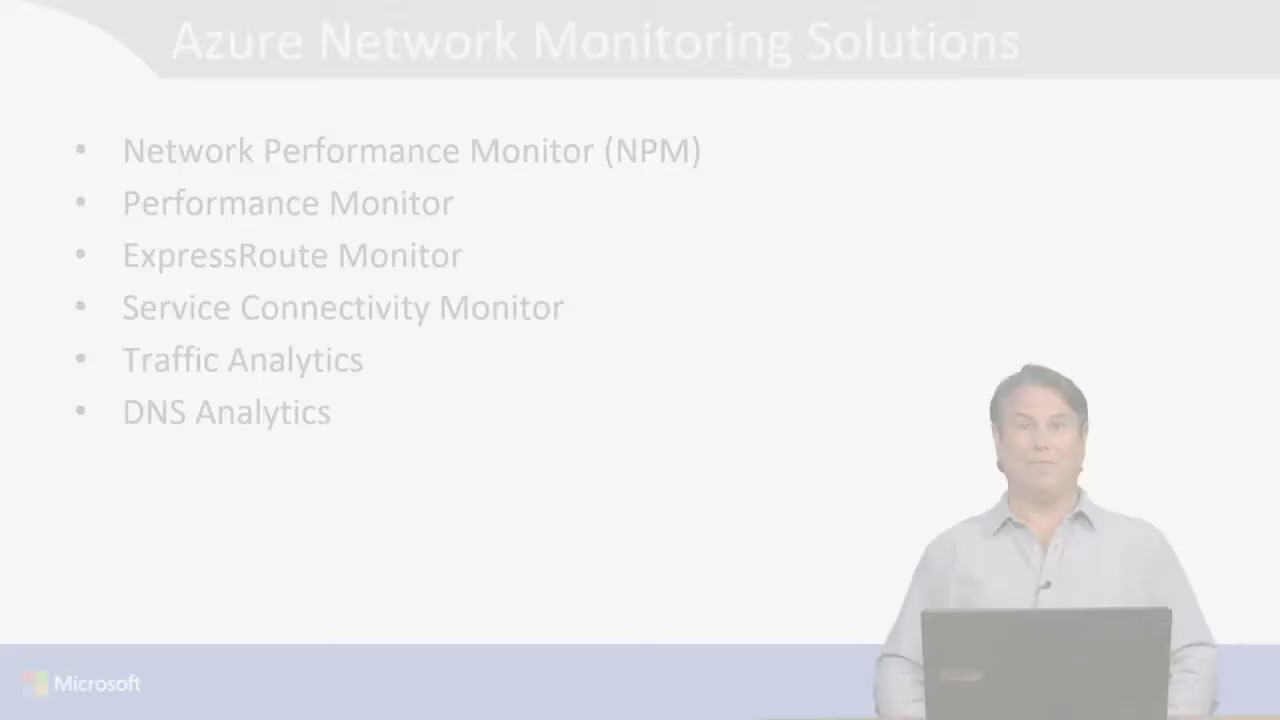 Azure Network Monitoring Solutions
• Network Performance Monitor (NPM)
• Performance Monitor
• ExpressRoute Monitor
• Service Connectivity Monitor
• Traffic Analytics
• DNS Analytics
Microsoft